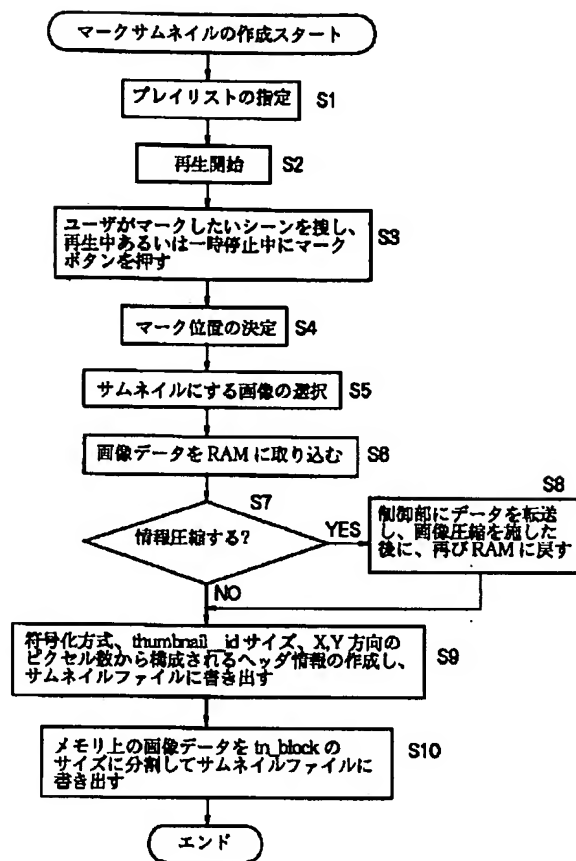 マークサムネイルの作成スタート
プレイリストの指定 S1
再生開始 S2
ユーザがマークしたいシーンを捜し、
再生中あるいは一時停止中にマーク
ボタンを押す
S3
マーク位置の決定 S4
サムネイルにする画像の選択 S5
画像データをRAMに取り込む S6
S7
情報圧縮する?
YES
NO
S8
制御部にデータを転送
し、画像圧縮を施した
後に、再びRAMに戻す
符号化方式、thumbnail_idサイズ、X,Y方向の
ピクセル数から構成されるヘッダ情報の作成し、
サムネイルファイルに書き出す
S9
メモリ上の画像データをtn_blockの
サイズに分割してサムネイルファイルに
書き出す
S10
エンド